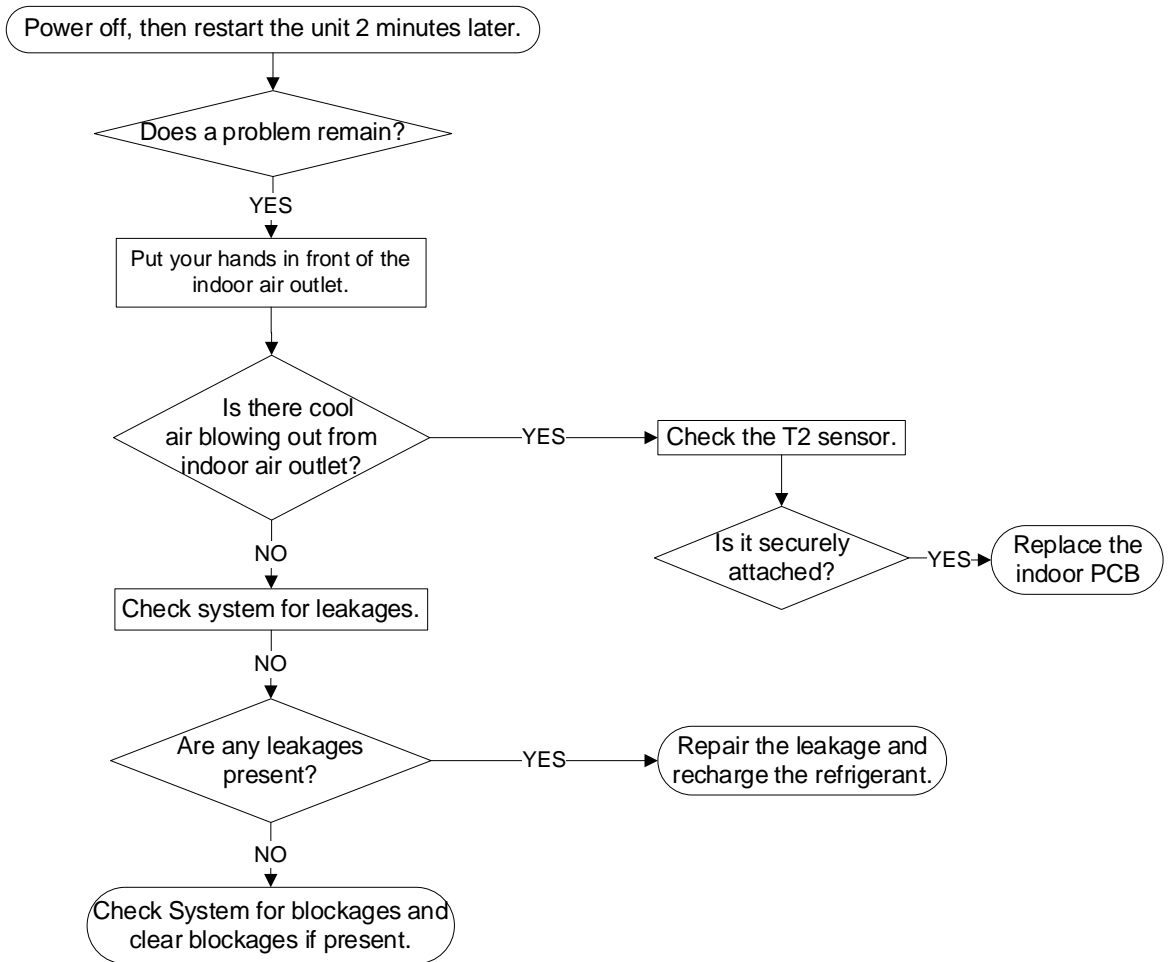 Power off, then restart the unit 2 minutes later.
Does a problem remain?
YES
Put your hands in front of the
indoor air outlet.
Is there cool
air blowing out from
indoor air outlet?
YES
Check the T2 sensor.
Is it securely
attached?
YES
Replace the
indoor PCB
NO
Check system for leakages.
NO
Are any leakages
present?
YES
Repair the leakage and
recharge the refrigerant.
NO
Check System for blockages and
clear blockages if present.